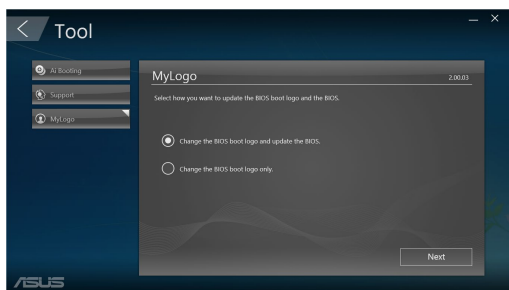 Tool
Ai Booting
Support
MyLogo
MyLogo
2.00.03
Select how you want to update the BIOS boot logo and the BIOS.
Change the BIOS boot logo and update the BIOS.
Change the BIOS boot logo only.
Next
ASUS